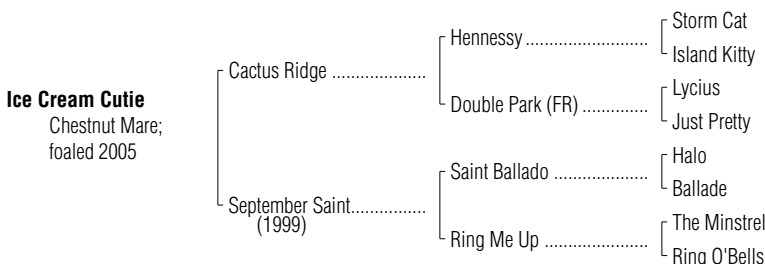 Storm Cat
Hennessy
Island Kitty
Cactus Ridge
Lycius
Double Park (FR)
Just Pretty
Ice Cream Cutie
Chestnut Mare;
foaled 2005
Halo
Saint Ballado
Ballade
September Saint
(1999)
The Minstrel
Ring Me Up
Ring O'Bells